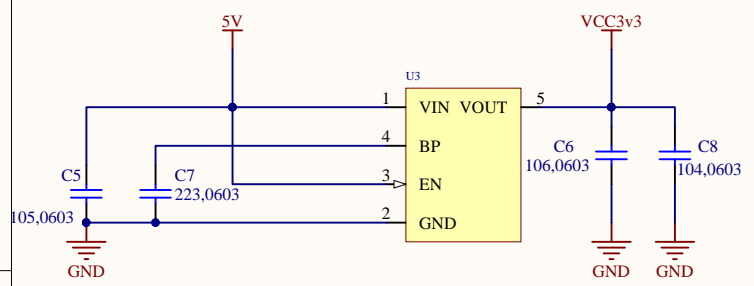 5V
VCC3v3
U3
1 VIN VOUT 5
4 BP
C6
C8
C5
C7
106,0603
104,0603
3 EN
223,0603
105,0603
2 GND
GND
GND
GND